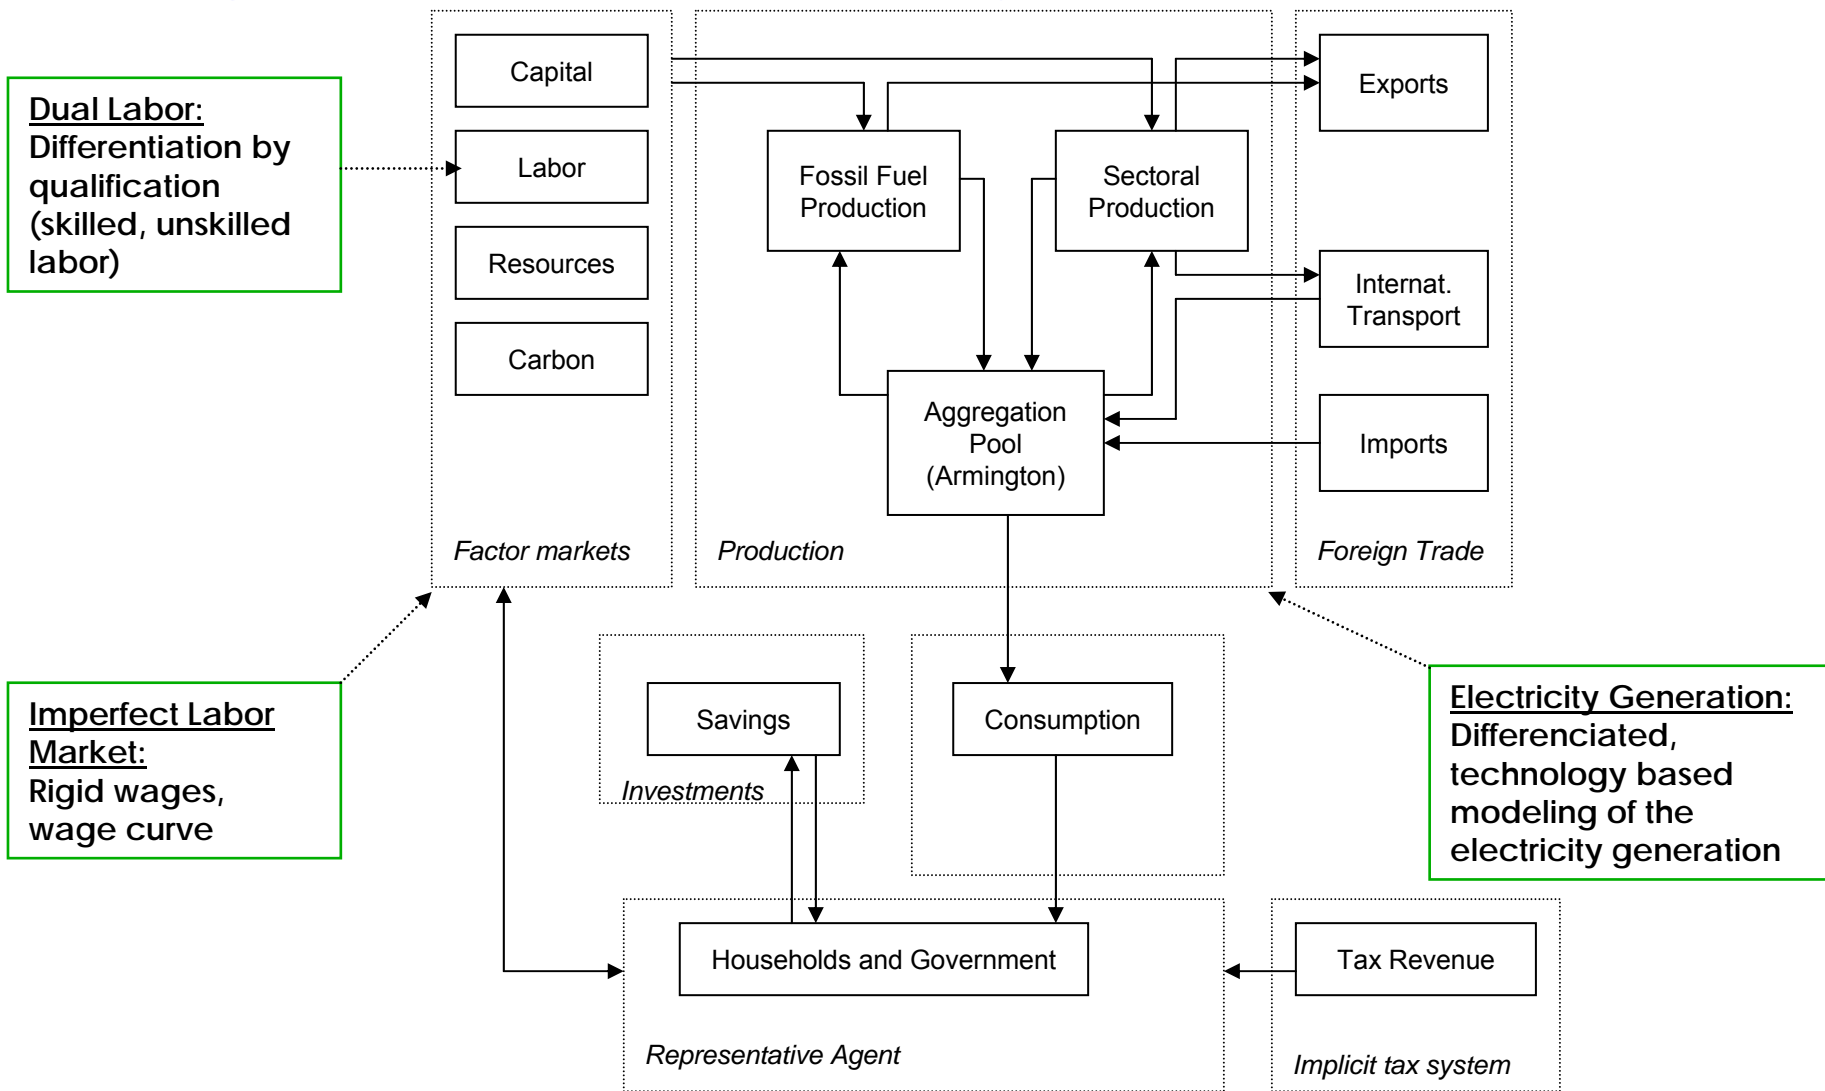 Capital
Labor
Resources
Carbon
Factor markets
Dual Labor:
Differentiation by
qualification
(skilled, unskilled
labor)
Fossil Fuel
Production
Sectoral
Production
Aggregation
Pool
(Armington)
Production
Exports
Internat.
Transport
Imports
Foreign Trade
Imperfect Labor
Market:
Rigid wages,
wage curve
Savings
Investments
Consumption
Electricity Generation:
Differenciated,
technology based
modeling of the
electricity generation
Households and Government
Representative Agent
Tax Revenue
Implicit tax system